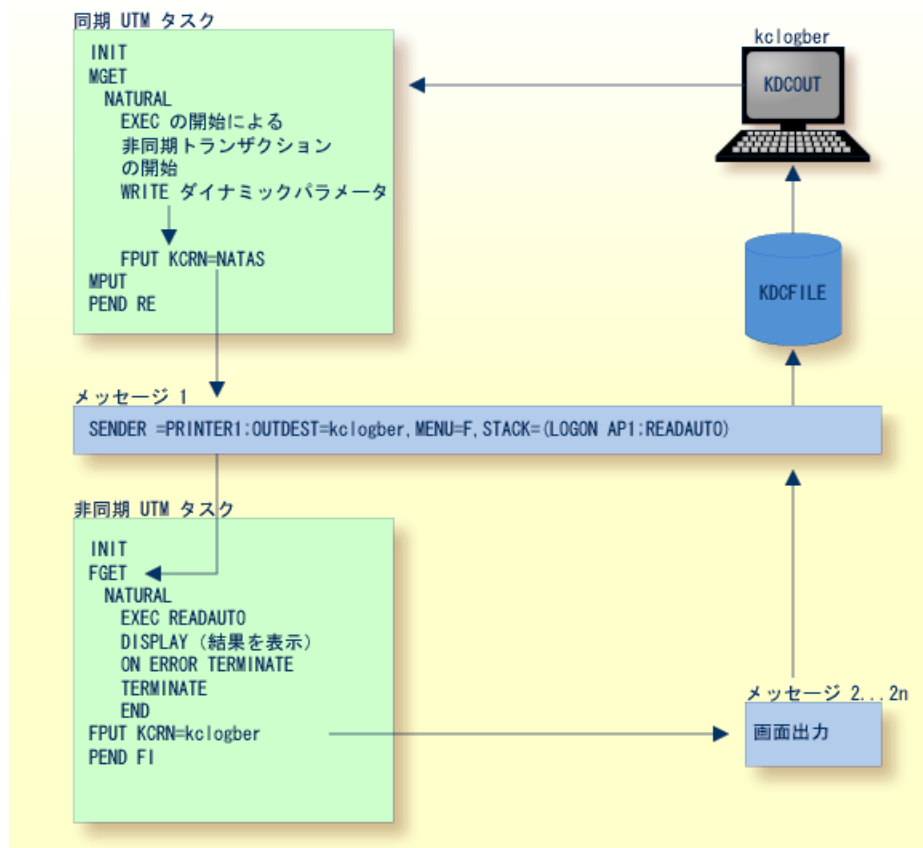 同期 UTM タスク
INIT
MGET
NATURAL
EXEC の開始による
非同期トランザクション
の開始
WRITE ダイナミックパラメータ
FPUT KCRN=NATAS
MPUT
PEND RE
kclogber
KDCOUT
KDCFILE
メッセージ 1
SENDER =PRINTER1:OUTDEST=kclogber,MENU=F,STACK=(LOGON AP1:READAUTO)
非同期 UTM タスク
INIT
FGET
NATURAL
EXEC READAUTO
DISPLAY (結果を表示)
ON ERROR TERMINATE
TERMINATE
END
FPUT KCRN=kclogber
PEND FI
メッセージ 2...2n
画面出力